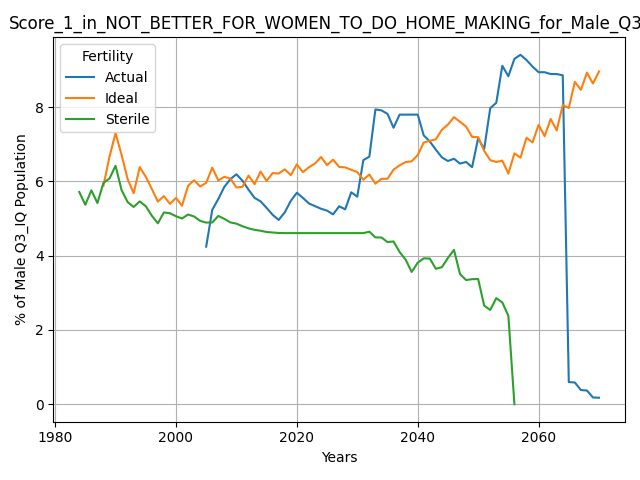 Score_1_in_NOT_BETTER_FOR_WOMEN_TO_DO_HOME_MAKING_for_Male_Q3
Fertility
Actual
Ideal
Sterile
% of Male Q3_IQ Population
8
6
4
2
0
1980 2000 2020 2040 2060
Years